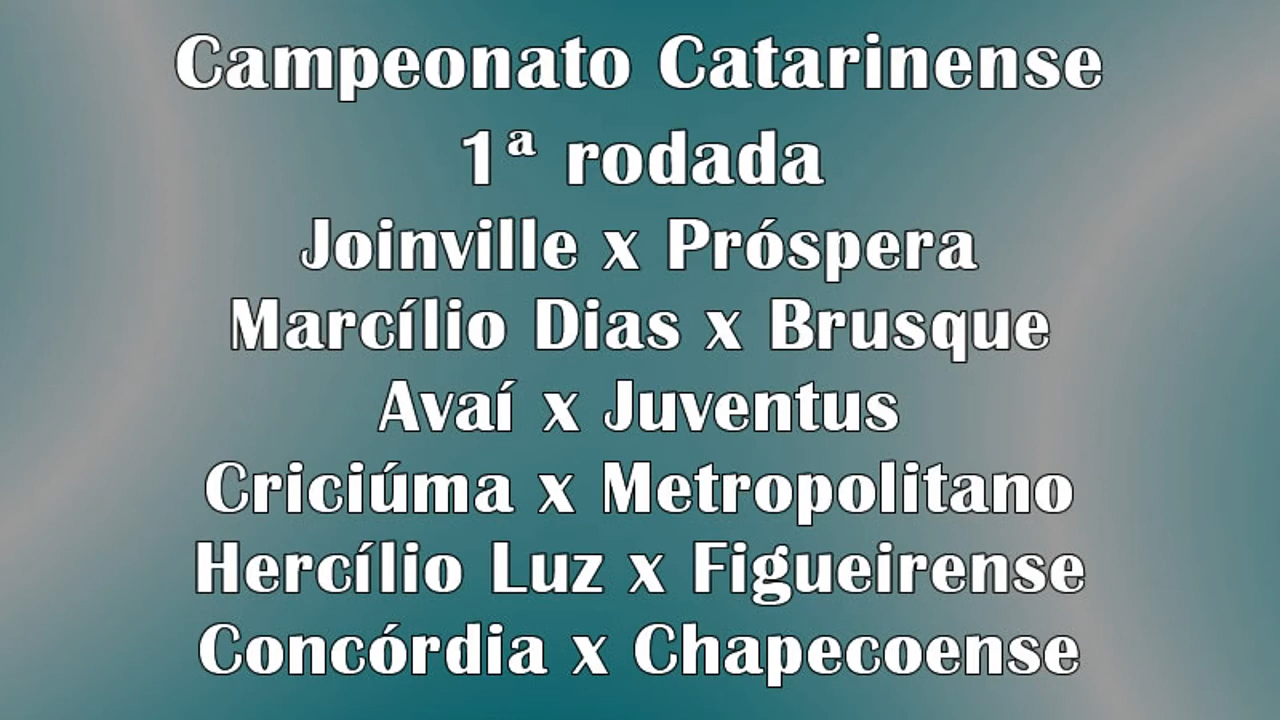 Campeonato Catarinense
1ª rodada
Joinville x Próspera
Marcílio Dias x Brusque
Avaí x Juventus
Criciúma x Metropolitano
Hercílio Luz x Figueirense
Concórdia x Chapecoense